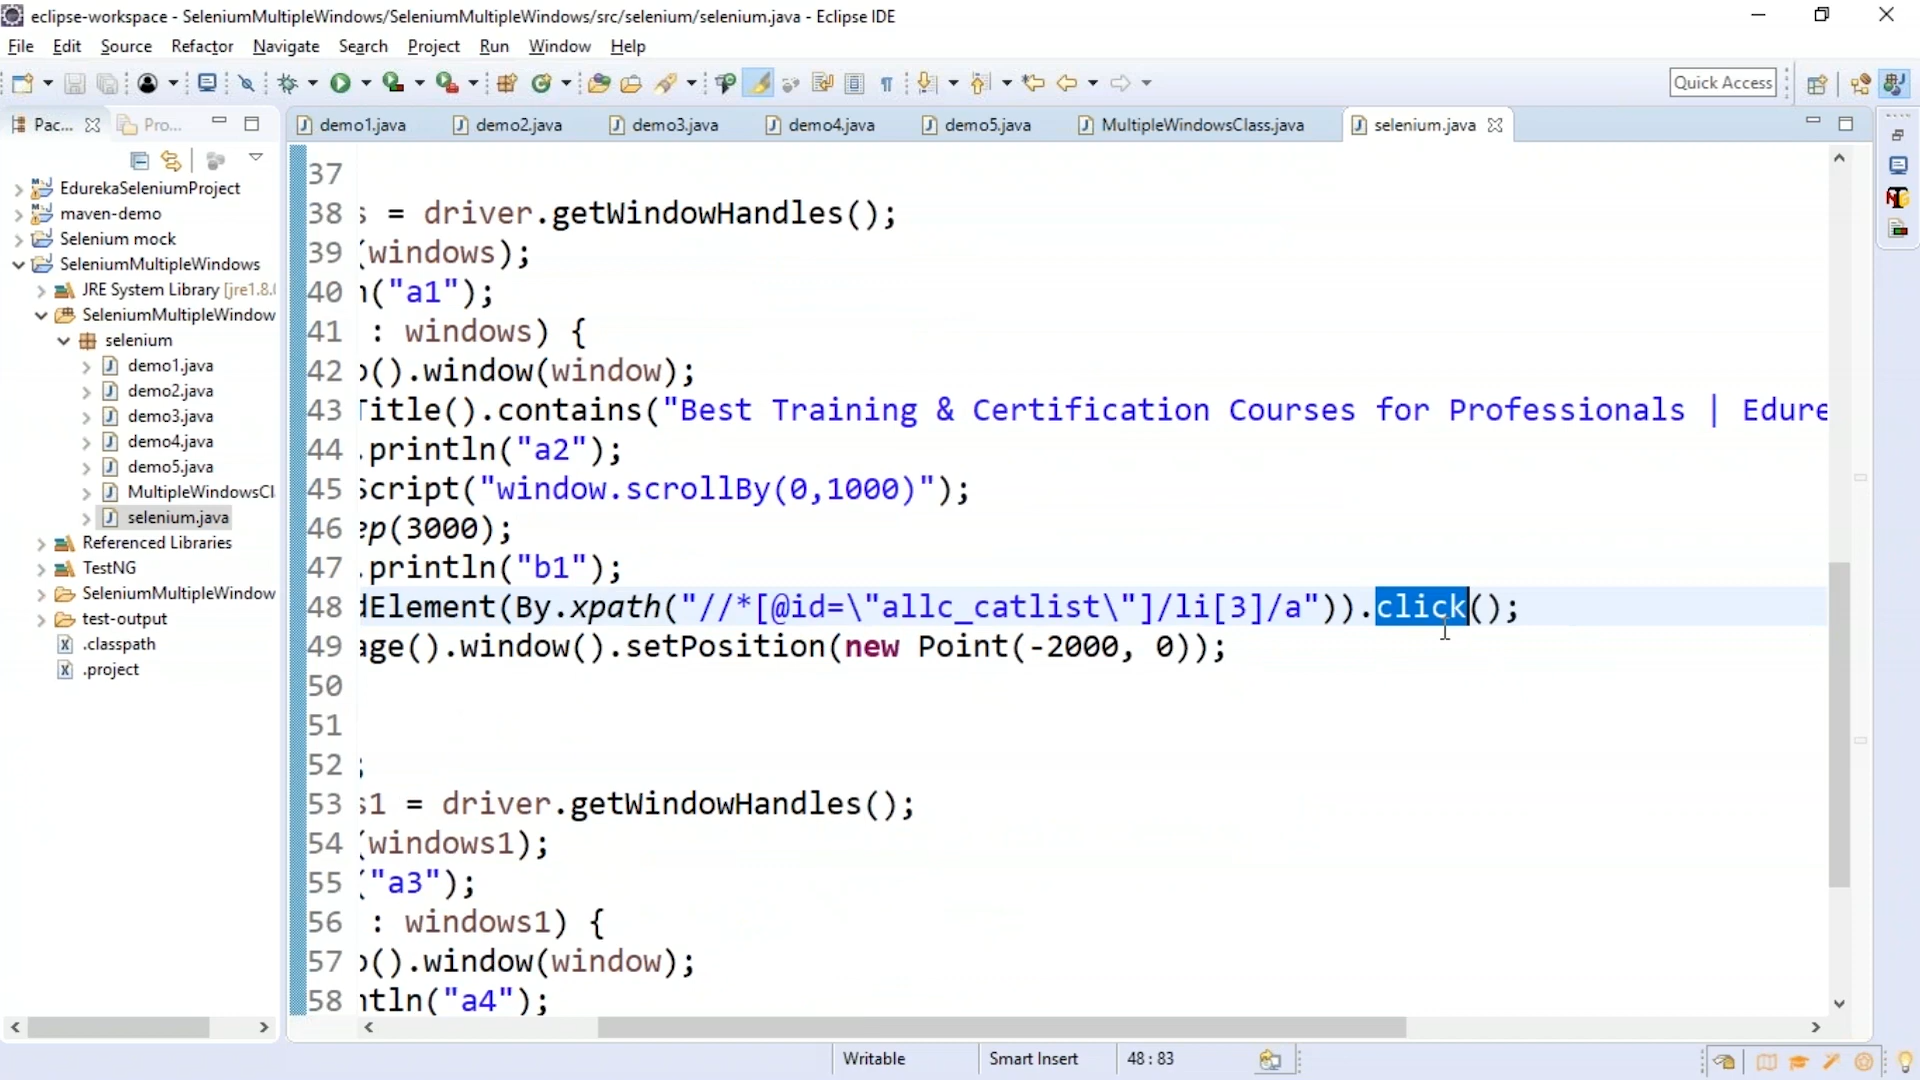 eclipse-workspace - SeleniumMultipleWindows/SeleniumMultipleWindows/src/selenium/selenium.java - Eclipse IDE
File Edit Source Refactor Navigate Search Project Run Window Help
Quick Access
Pac... Pro...
demo1.java demo2.java demo3.java demo4.java demo5.java MultipleWindowsClass.java selenium.java
EdurekaSeleniumProject
maven-demo
Selenium mock
SeleniumMultipleWindows
JRE System Library [jre1.8.
SeleniumMultipleWindow
selenium
demo1.java
demo2.java
demo3.java
demo4.java
demo5.java
MultipleWindowsCl
selenium.java
Referenced Libraries
TestNG
SeleniumMultipleWindow
test-output
.classpath
.project
37
38 s = driver.getWindowHandles();
39 (windows);
40 n("a1");
41 : windows) {
42 o().window(window);
43 Title().contains("Best Training & Certification Courses for Professionals | Edure
44 .println("a2");
45 Script("window.scrollBy(0,1000)");
46 ep(3000);
47 .println("b1");
48 dElement(By.xpath("//*[@id=\"allc_catlist\"]/li[3]/a")).click();
49 age().window().setPosition(new Point(-2000, 0));
50
51
52 ;
53 s1 = driver.getWindowHandles();
54 (windows1);
55 ("a3");
56 : windows1) {
57 o().window(window);
58 ntln("a4");
Writable Smart Insert 48 : 83